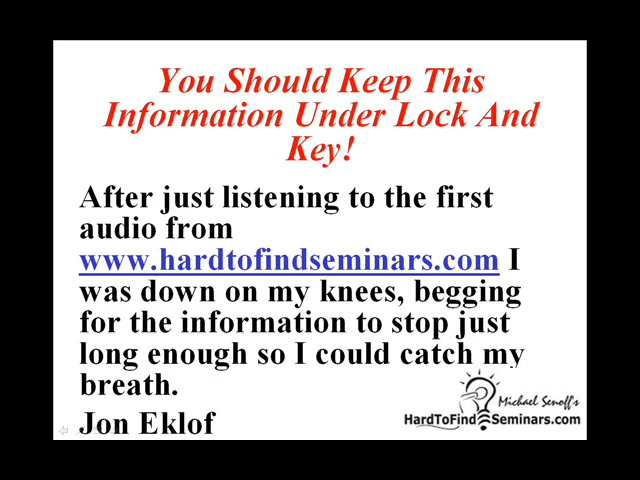 You Should Keep This
Information Under Lock And
Key!
After just listening to the first
audio from
www.hardtofindseminars.com I
was down on my knees, begging
for the information to stop just
long enough so I could catch my
breath.
Jon Eklof
Michael Senoff's
HardToFindSeminars.com